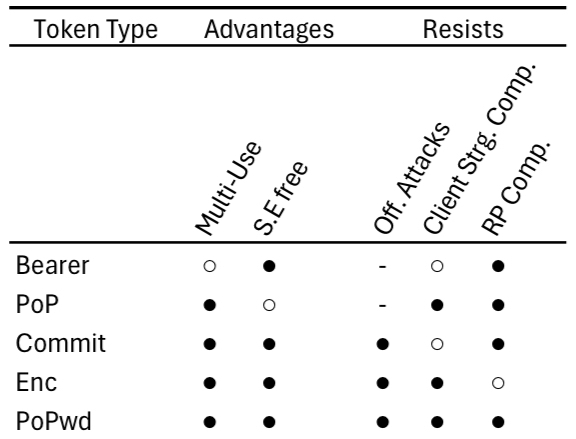 Token Type Advantages Resists
Multi-Use S.E free Off. Attacks Client Strg. Comp. RP Comp.
Bearer ○ ● - ○ ●
PoP ● ○ - ● ●
Commit ● ● ● ○ ●
Enc ● ● ● ● ○
PoPwd ● ● ● ● ●